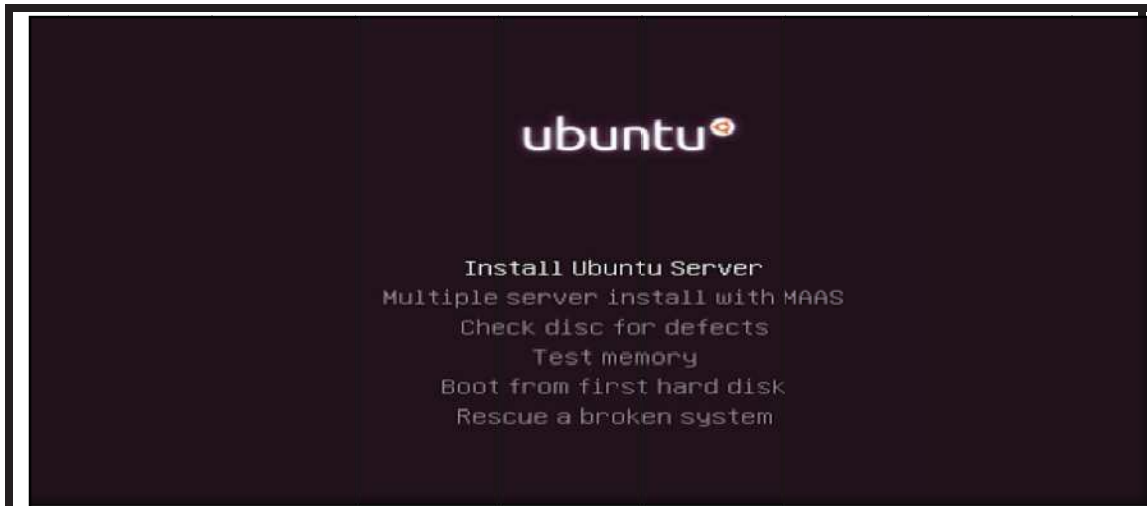 ubuntu
Install Ubuntu Server
Multiple server install with MAAS
Check disc for defects
Test memory
Boot from first hard disk
Rescue a broken system